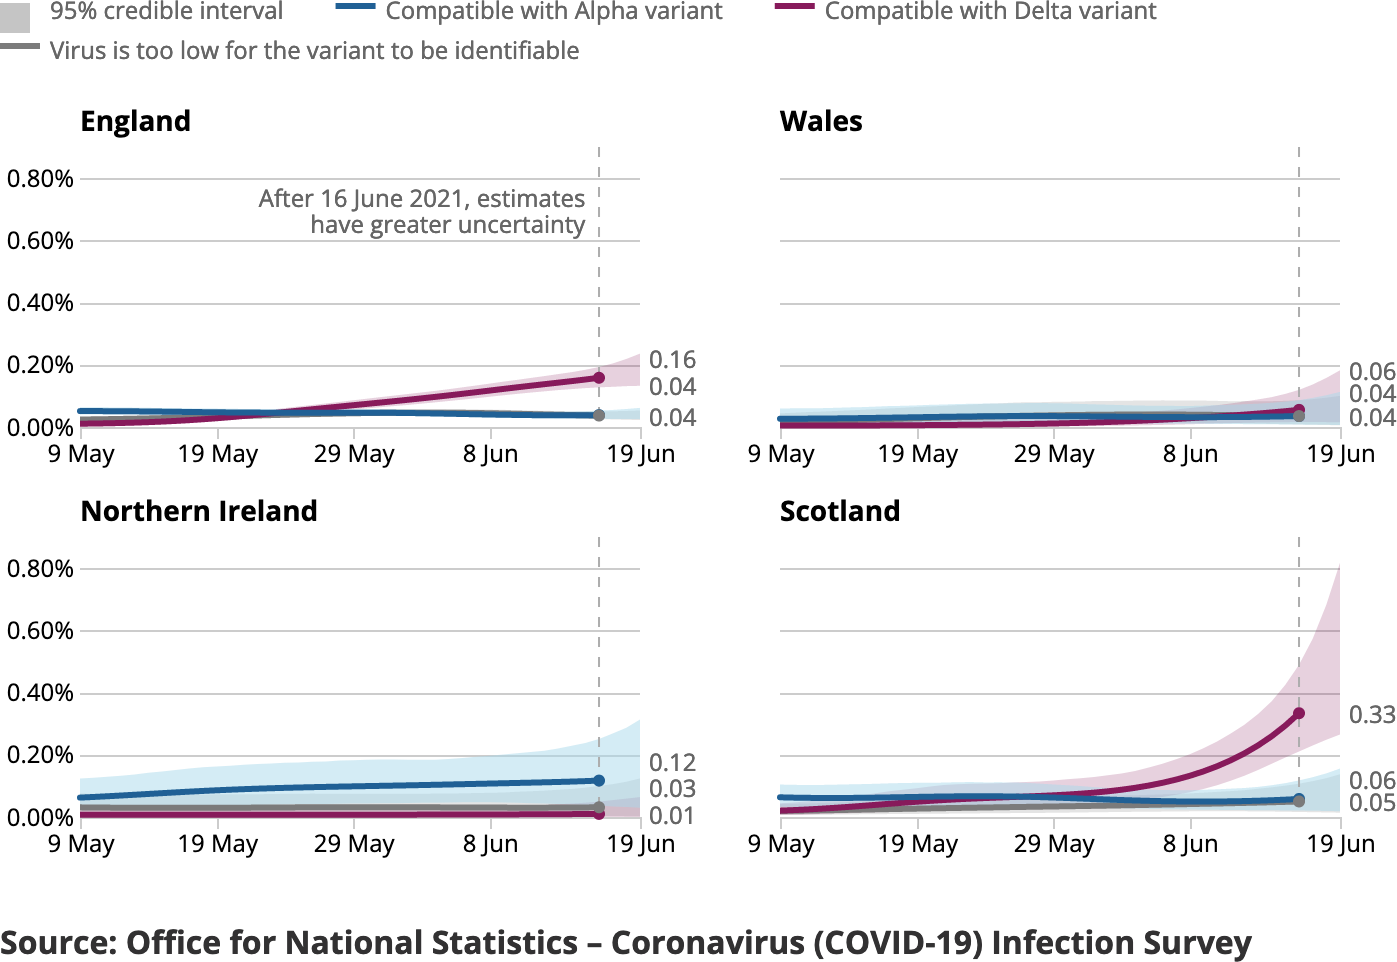 95% credible interval
Compatible with Alpha variant
Compatible with Delta variant
Virus is too low for the variant to be identifiable
England
0.80%
0.60%
0.40%
0.20%
0.00%
After 16 June 2021, estimates
have greater uncertainty
0.16
0.04
0.04
9 May
19 May
29 May
8 Jun
19 Jun
Wales
0.06
0.04
0.04
9 May
19 May
29 May
8 Jun
19 Jun
Northern Ireland
0.80%
0.60%
0.40%
0.20%
0.00%
0.12
0.03
0.01
9 May
19 May
29 May
8 Jun
19 Jun
Scotland
0.33
0.06
0.05
9 May
19 May
29 May
8 Jun
19 Jun
Source: Office for National Statistics – Coronavirus (COVID-19) Infection Survey